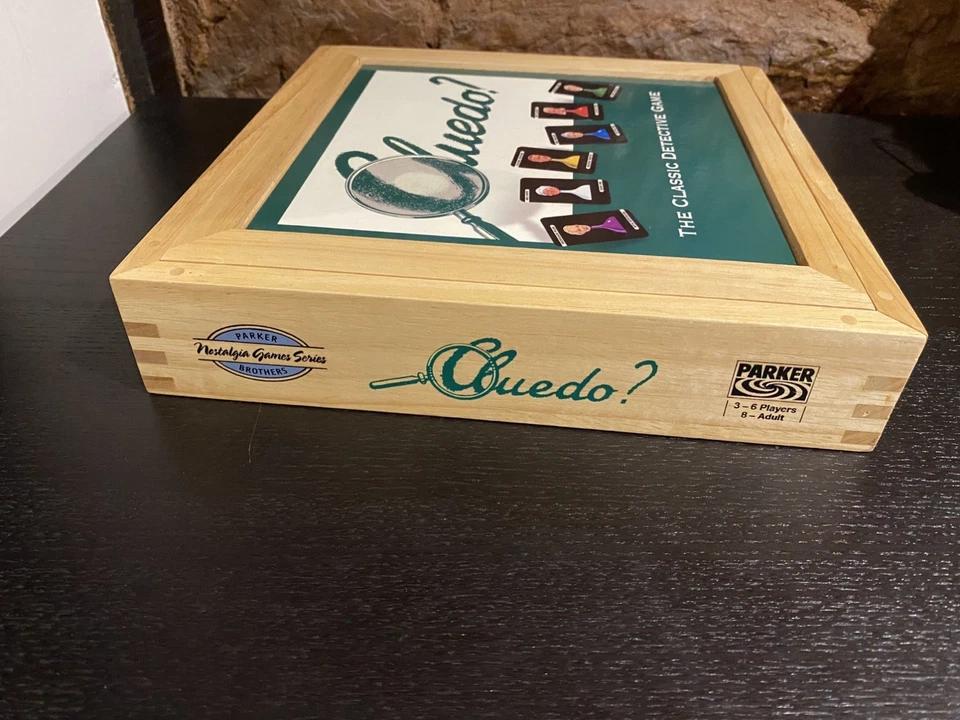 Cluedo?
THE CLASSIC DETECTIVE GAME
PARKER
Nostalgia Games Series
BROTHERS
Cluedo?
PARKER
3 – 6 Players
8 – Adult